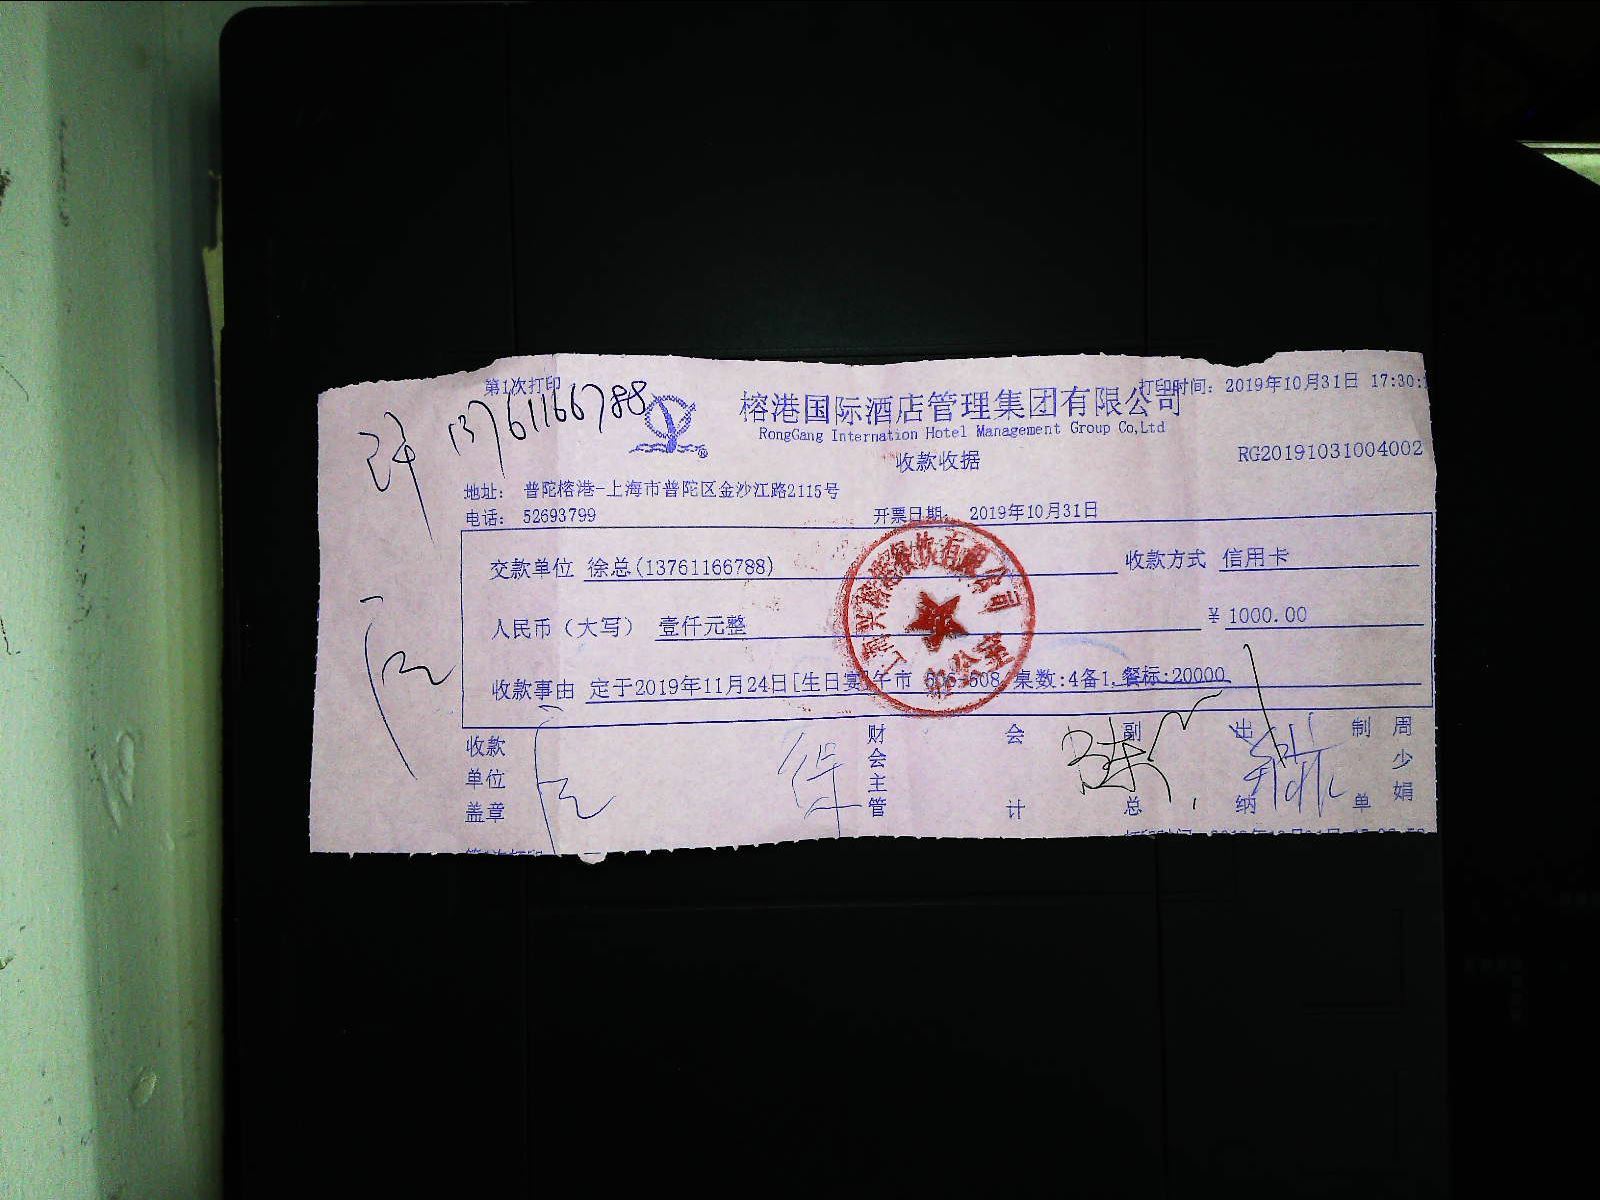 第1次打印
打印时间: 2019年10月31日 17:30:
13761166788
榕港国际酒店管理集团有限公司
RongGang Internation Hotel Management Group Co,Ltd
收款收据
RG20191031004002
地址: 普陀榕港-上海市普陀区金沙江路2115号
电话: 52693799
开票日期: 2019年10月31日
交款单位 徐总(13761166788)
收款方式 信用卡
人民币（大写） 壹仟元整
¥ 1000.00
收款事由 定于2019年11月24日[生日宴]午市 606-608,桌数:4备1,餐标:20000
收款单位盖章
财会主管
会计
副总
出纳
制单
周少娟
办公室